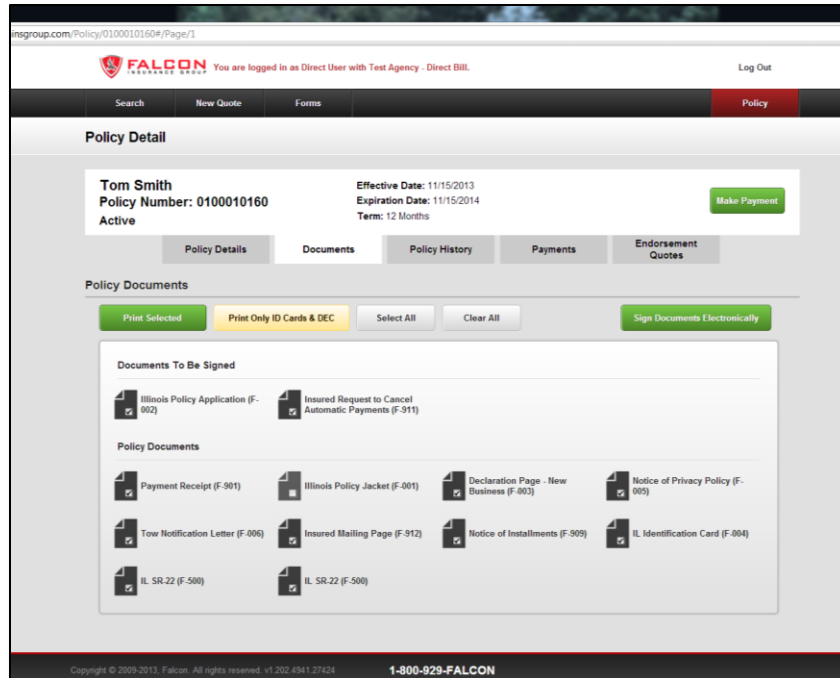 insgroup.com/Policy/0100010160#/Page/1
FALCON
INSURANCE GROUP
You are logged in as Direct User with Test Agency - Direct Bill.
Log Out
Search
New Quote
Forms
Policy
Policy Detail
Tom Smith
Policy Number: 0100010160
Active
Effective Date: 11/15/2013
Expiration Date: 11/15/2014
Term: 12 Months
Make Payment
Policy Details
Documents
Policy History
Payments
Endorsement
Quotes
Policy Documents
Print Selected
Print Only ID Cards & DEC
Select All
Clear All
Sign Documents Electronically
Documents To Be Signed
Illinois Policy Application (F-
002)
Insured Request to Cancel
Automatic Payments (F-911)
Policy Documents
Payment Receipt (F-901)
Illinois Policy Jacket (F-001)
Declaration Page - New
Business (F-003)
Notice of Privacy Policy (F-
005)
Tow Notification Letter (F-006)
Insured Mailing Page (F-912)
Notice of Installments (F-909)
IL Identification Card (F-004)
IL SR-22 (F-500)
IL SR-22 (F-500)
Copyright © 2009-2013, Falcon. All rights reserved. v1.202.4941.27424
1-800-929-FALCON